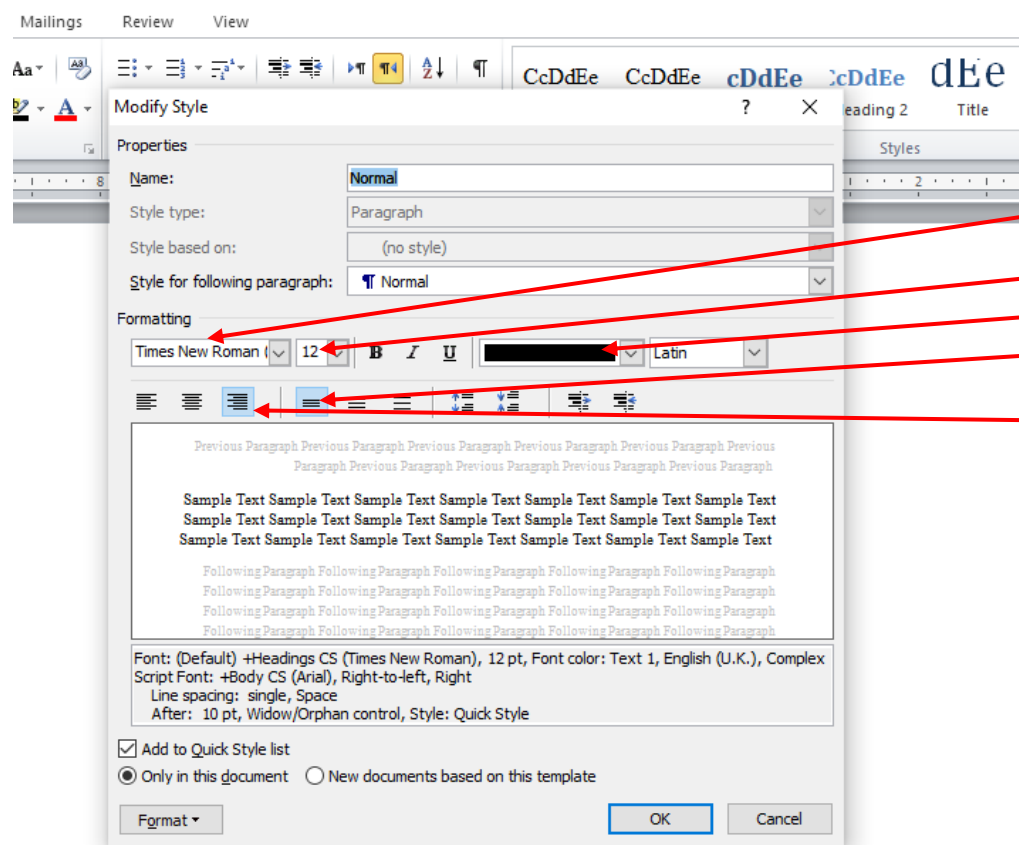 Mailings Review View
Aa
CcDdEe CcDdEe cDdEe CcDdEe dEe
A
Modify Style ? eading 2 Title
Properties Styles
8 2
Name: Normal
Style type: Paragraph
Style based on: (no style)
Style for following paragraph: ¶ Normal
Formatting
Times New Roman ( 12 B I U Latin
Previous Paragraph Previous Paragraph Previous Paragraph Previous Paragraph Previous Paragraph Previous
Paragraph Previous Paragraph Previous Paragraph Previous Paragraph Previous Paragraph
Sample Text Sample Text Sample Text Sample Text Sample Text Sample Text Sample Text
Sample Text Sample Text Sample Text Sample Text Sample Text Sample Text Sample Text
Sample Text Sample Text Sample Text Sample Text Sample Text Sample Text Sample Text
Following Paragraph Following Paragraph Following Paragraph Following Paragraph Following Paragraph
Following Paragraph Following Paragraph Following Paragraph Following Paragraph Following Paragraph
Following Paragraph Following Paragraph Following Paragraph Following Paragraph Following Paragraph
Following Paragraph Following Paragraph Following Paragraph Following Paragraph Following Paragraph
Font: (Default) +Headings CS (Times New Roman), 12 pt, Font color: Text 1, English (U.K.), Complex
Script Font: +Body CS (Arial), Right-to-left, Right
Line spacing: single, Space
After: 10 pt, Widow/Orphan control, Style: Quick Style
Add to Quick Style list
Only in this document New documents based on this template
Format OK Cancel